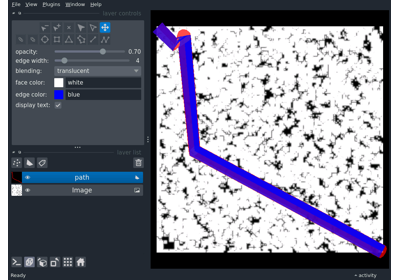 File View Plugins Window Help
layer controls
opacity: 0.70
edge width: 4
blending: translucent
face color: white
edge color: blue
display text:
layer list
path
Image
Ready
activity